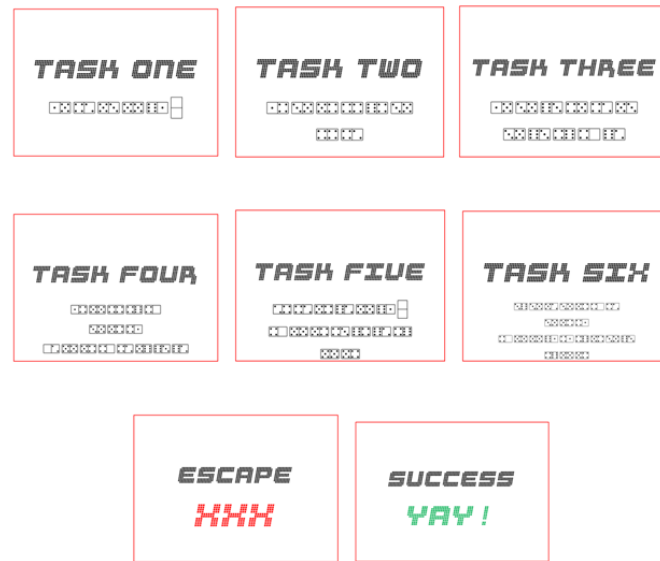 TASK ONE
TASK TWO
TASK THREE
TASK FOUR
TASK FIVE
TASK SIX
ESCAPE
XXX
SUCCESS
YAY!